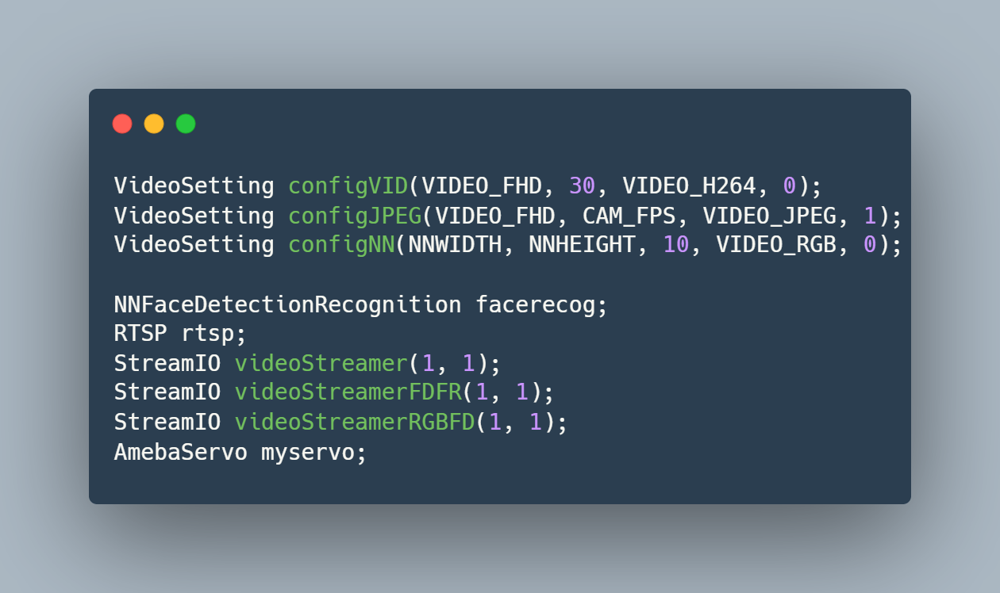 VideoSetting configVID(VIDEO_FHD, 30, VIDEO_H264, 0);
VideoSetting configJPEG(VIDEO_FHD, CAM_FPS, VIDEO_JPEG, 1);
VideoSetting configNN(NNWIDTH, NNHEIGHT, 10, VIDEO_RGB, 0);

NNFaceDetectionRecognition facerecog;
RTSP rtsp;
StreamIO videoStreamer(1, 1);
StreamIO videoStreamerFDFR(1, 1);
StreamIO videoStreamerRGBFD(1, 1);
AmebaServo myservo;